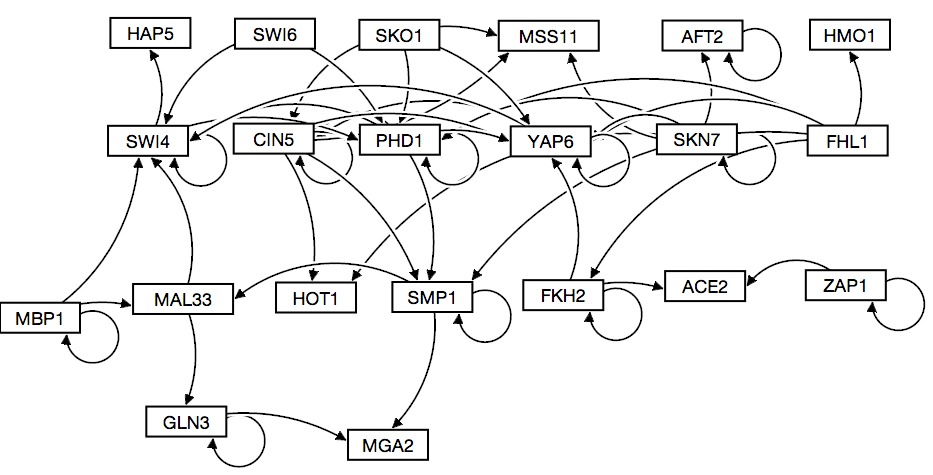 HAP5
SWI6
SKO1
MSS11
AFT2
HMO1
SWI4
CIN5
PHD1
YAP6
SKN7
FHL1
MBP1
MAL33
HOT1
SMP1
FKH2
ACE2
ZAP1
GLN3
MGA2